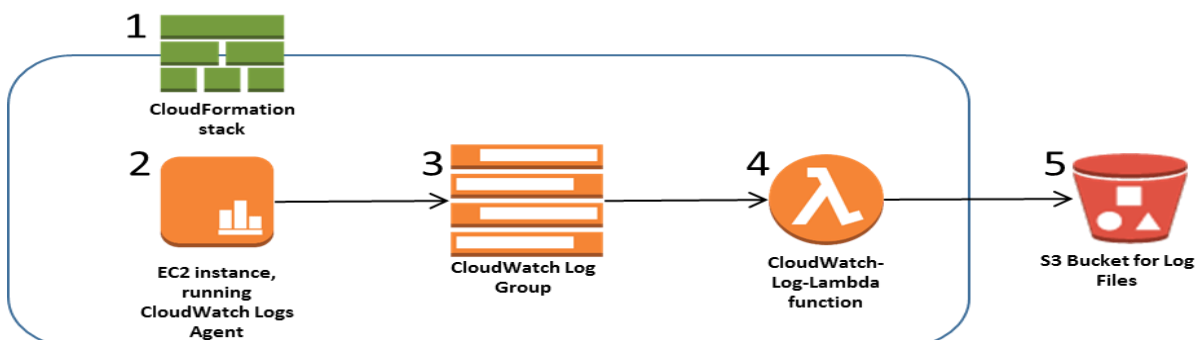 1
CloudFormation
stack
2
EC2 instance,
running
CloudWatch Logs
Agent
3
CloudWatch Log
Group
4
CloudWatch-
Log-Lambda
function
5
S3 Bucket for Log
Files